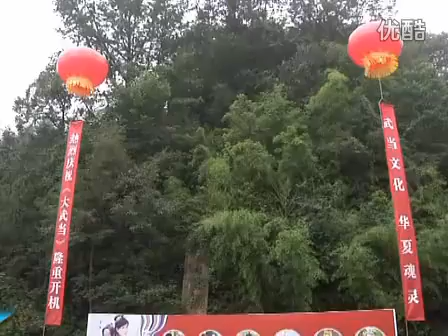 优酷
热烈庆祝《大武当》隆重开机
武当文化 华夏魂灵